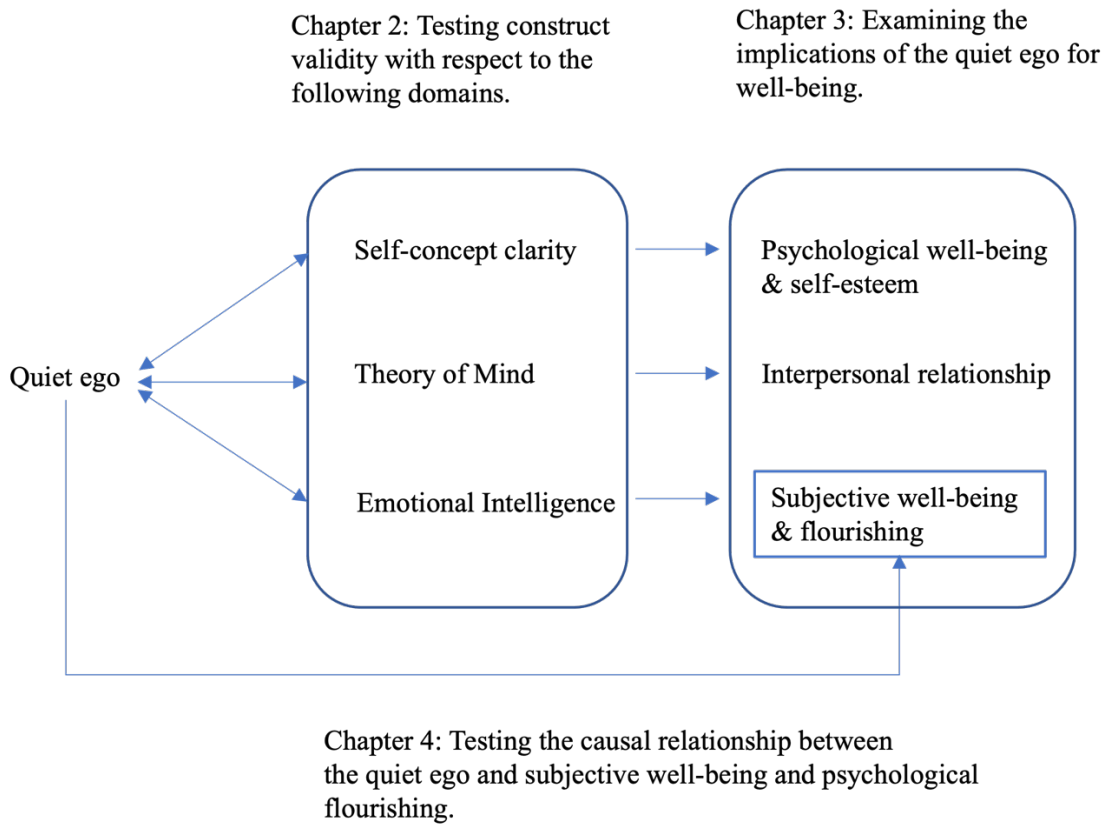 Chapter 2: Testing construct
validity with respect to the
following domains.
Chapter 3: Examining the
implications of the quiet ego for
well-being.
Quiet ego
Self-concept clarity
Theory of Mind
Emotional Intelligence
Psychological well-being
& self-esteem
Interpersonal relationship
Subjective well-being
& flourishing
Chapter 4: Testing the causal relationship between
the quiet ego and subjective well-being and psychological
flourishing.